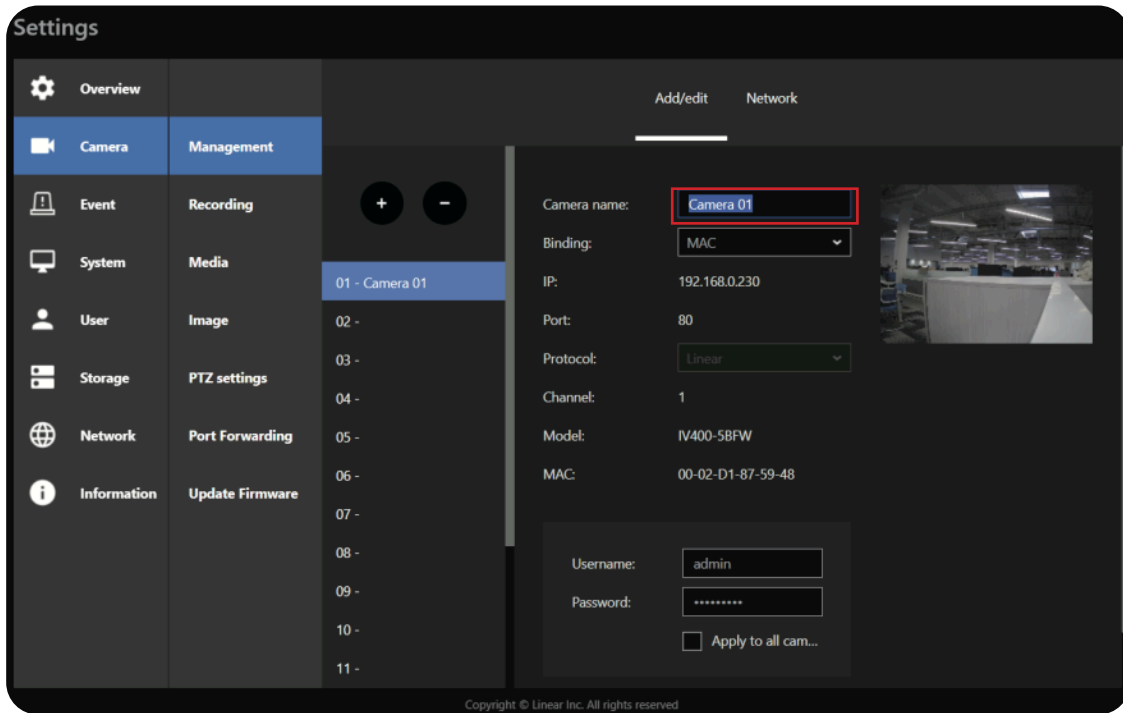 Settings
Overview
Camera
Event
System
User
Storage
Network
Information
Management
Recording
Media
Image
PTZ settings
Port Forwarding
Update Firmware
+ -
01 - Camera 01
02 -
03 -
04 -
05 -
06 -
07 -
08 -
09 -
10 -
11 -
Add/edit Network
Camera name: Camera 01
Binding: MAC
IP: 192.168.0.230
Port: 80
Protocol: Linear
Channel: 1
Model: IV400-5BFW
MAC: 00-02-D1-87-59-48
Username: admin
Password: •••••••••
Apply to all cam...
Copyright © Linear Inc. All rights reserved